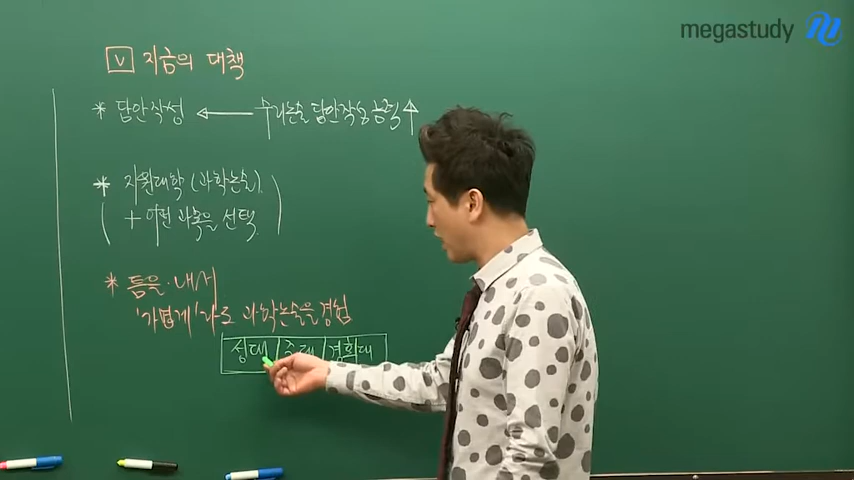 megastudy
V 지금의 대책
* 답안작성 ← 수리논술 답안작성 능력↑
* 지원대학 (과학논술)
( + 어떤 과목을 선택 )
* 틈을 내서
'가볍게'라도 과학논술을 경험
성대 / 중대 / 경희대